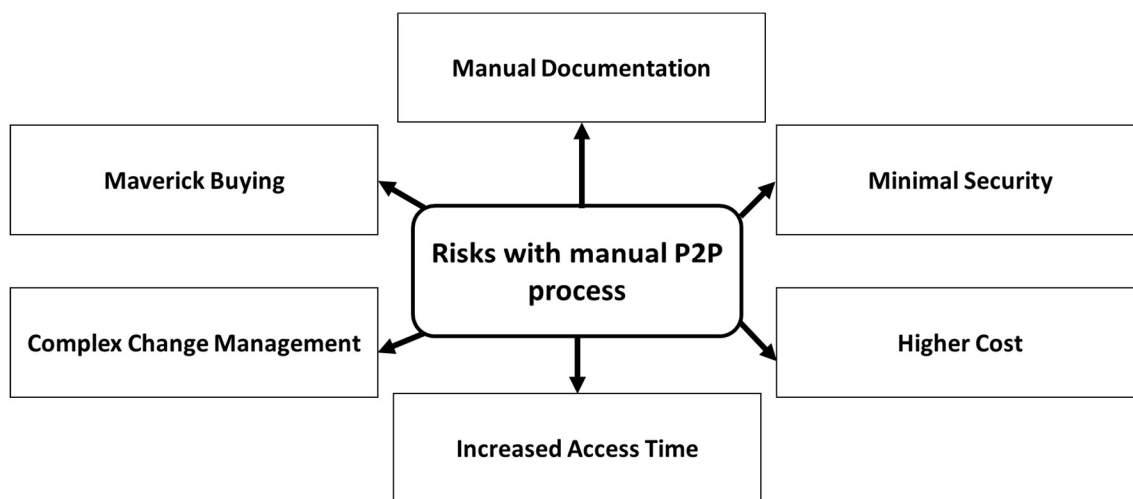 Manual Documentation
Maverick Buying
Minimal Security
Risks with manual P2P
process
Complex Change Management
Higher Cost
Increased Access Time